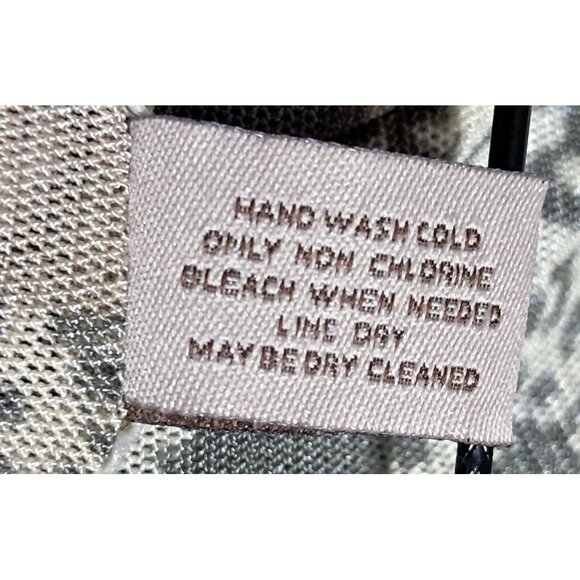 HAND WASH COLD
ONLY NON CHLORINE
BLEACH WHEN NEEDED
LINE DRY
MAY BE DRY CLEANED